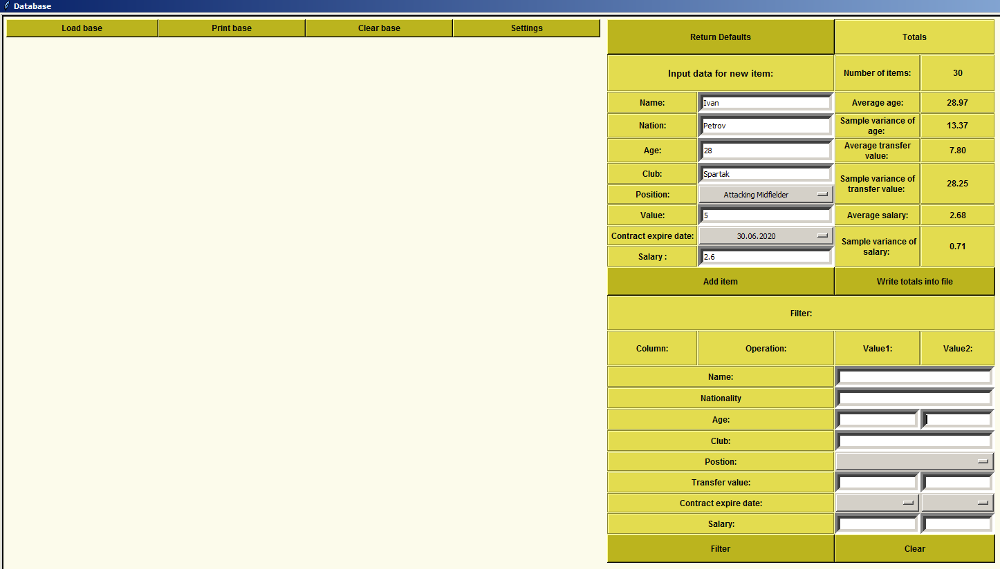 Database
Load base Print base Clear base Settings
Return Defaults Totals
Input data for new item: Number of items: 30
Name: Ivan Average age: 28.97
Nation: Petrov Sample variance of age: 13.37
Age: 28 Average transfer value: 7.80
Club: Spartak Sample variance of transfer value: 28.25
Position: Attacking Midfielder
Value: 5 Average salary: 2.68
Contract expire date: 30.06.2020 Sample variance of salary: 0.71
Salary : 2.6
Add item Write totals into file
Filter:
Column: Operation: Value1: Value2:
Name:
Nationality
Age:
Club:
Postion:
Transfer value:
Contract expire date:
Salary:
Filter Clear